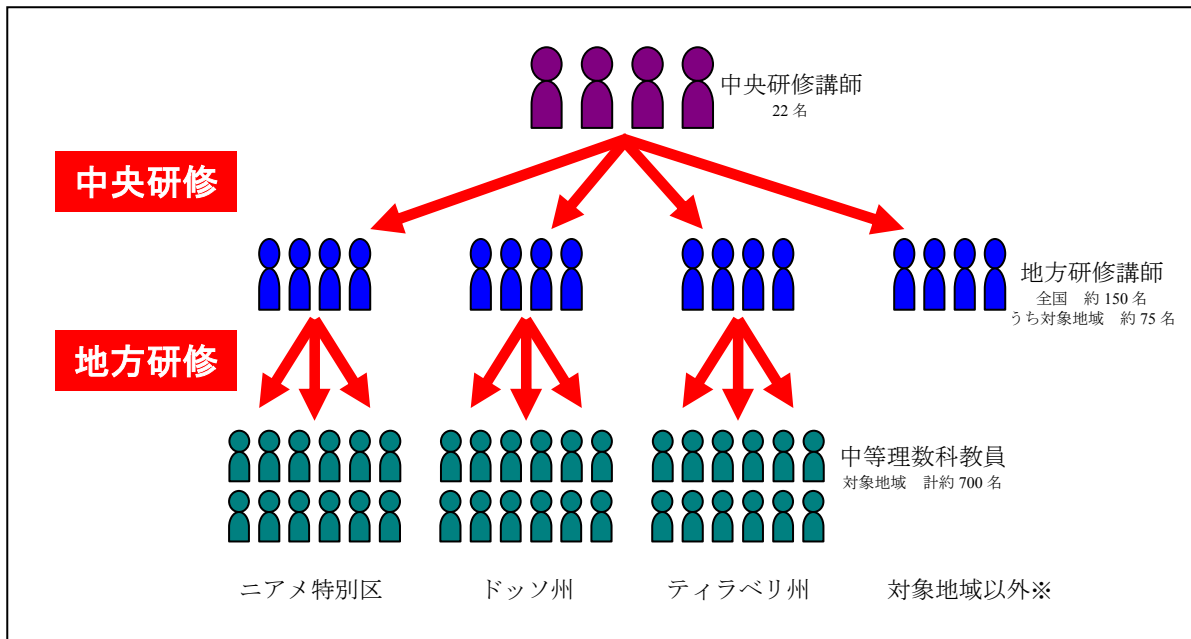 中央研修講師
22 名
中央研修
地方研修講師
全国　約 150 名
うち対象地域　約 75 名
地方研修
中等理数科教員
対象地域　計約 700 名
ニアメ特別区
ドッソ州
ティラベリ州
対象地域以外※